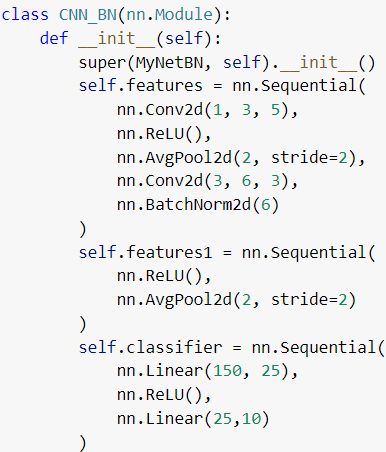 class CNN_BN(nn.Module):
    def __init__(self):
        super(MyNetBN, self).__init__()
        self.features = nn.Sequential(
            nn.Conv2d(1, 3, 5),
            nn.ReLU(),
            nn.AvgPool2d(2, stride=2),
            nn.Conv2d(3, 6, 3),
            nn.BatchNorm2d(6)
        )
        self.features1 = nn.Sequential(
            nn.ReLU(),
            nn.AvgPool2d(2, stride=2)
        )
        self.classifier = nn.Sequential(
            nn.Linear(150, 25),
            nn.ReLU(),
            nn.Linear(25,10)
        )